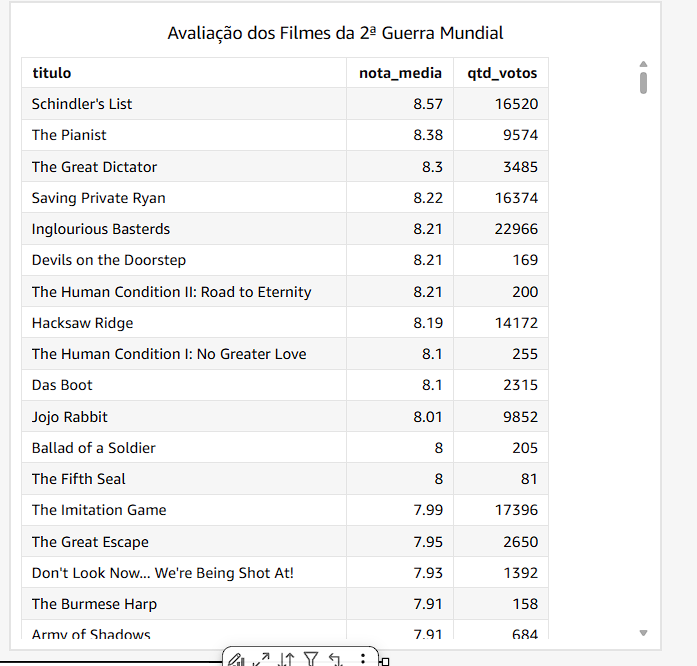 Avaliação dos Filmes da 2ª Guerra Mundial
titulo nota_media qtd_votos
Schindler's List 8.57 16520
The Pianist 8.38 9574
The Great Dictator 8.3 3485
Saving Private Ryan 8.22 16374
Inglourious Basterds 8.21 22966
Devils on the Doorstep 8.21 169
The Human Condition II: Road to Eternity 8.21 200
Hacksaw Ridge 8.19 14172
The Human Condition I: No Greater Love 8.1 255
Das Boot 8.1 2315
Jojo Rabbit 8.01 9852
Ballad of a Soldier 8 205
The Fifth Seal 8 81
The Imitation Game 7.99 17396
The Great Escape 7.95 2650
Don't Look Now... We're Being Shot At! 7.93 1392
The Burmese Harp 7.91 158
Army of Shadows 7.91 684